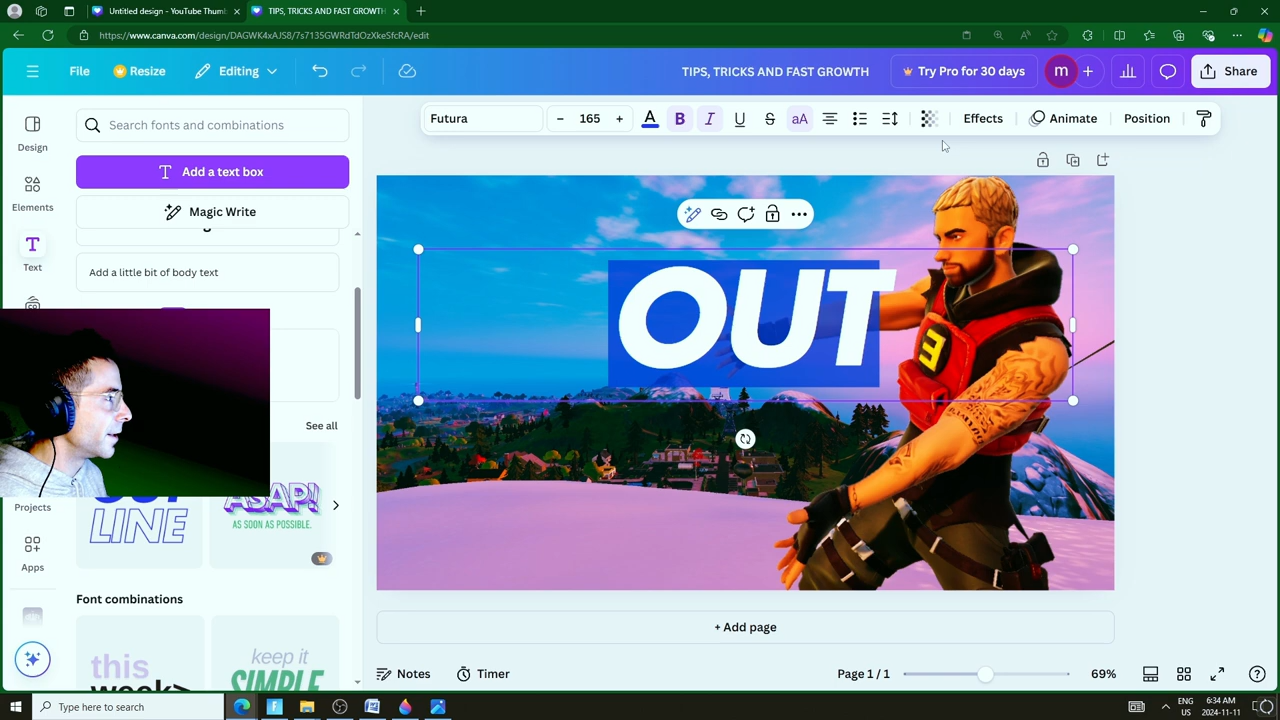 Untitled design - YouTube Thumb
TIPS, TRICKS AND FAST GROWTH
https://www.canva.com/design/DAGWK4xAJS8/7s7135GWRdTdOzXkeSfcRA/edit
File
Resize
Editing
TIPS, TRICKS AND FAST GROWTH
Try Pro for 30 days
m
Share
Design
Elements
Text
Projects
Apps
Search fonts and combinations
Add a text box
Magic Write
Add a little bit of body text
See all
LINE
ASAP!
AS SOON AS POSSIBLE.
Font combinations
this
week>
keep it
SIMPLE
Futura
165
A
B
I
U
S
aA
Effects
Animate
Position
OUT
+ Add page
Notes
Timer
Page 1 / 1
69%
Type here to search
ENG
US
6:34 AM
2024-11-11